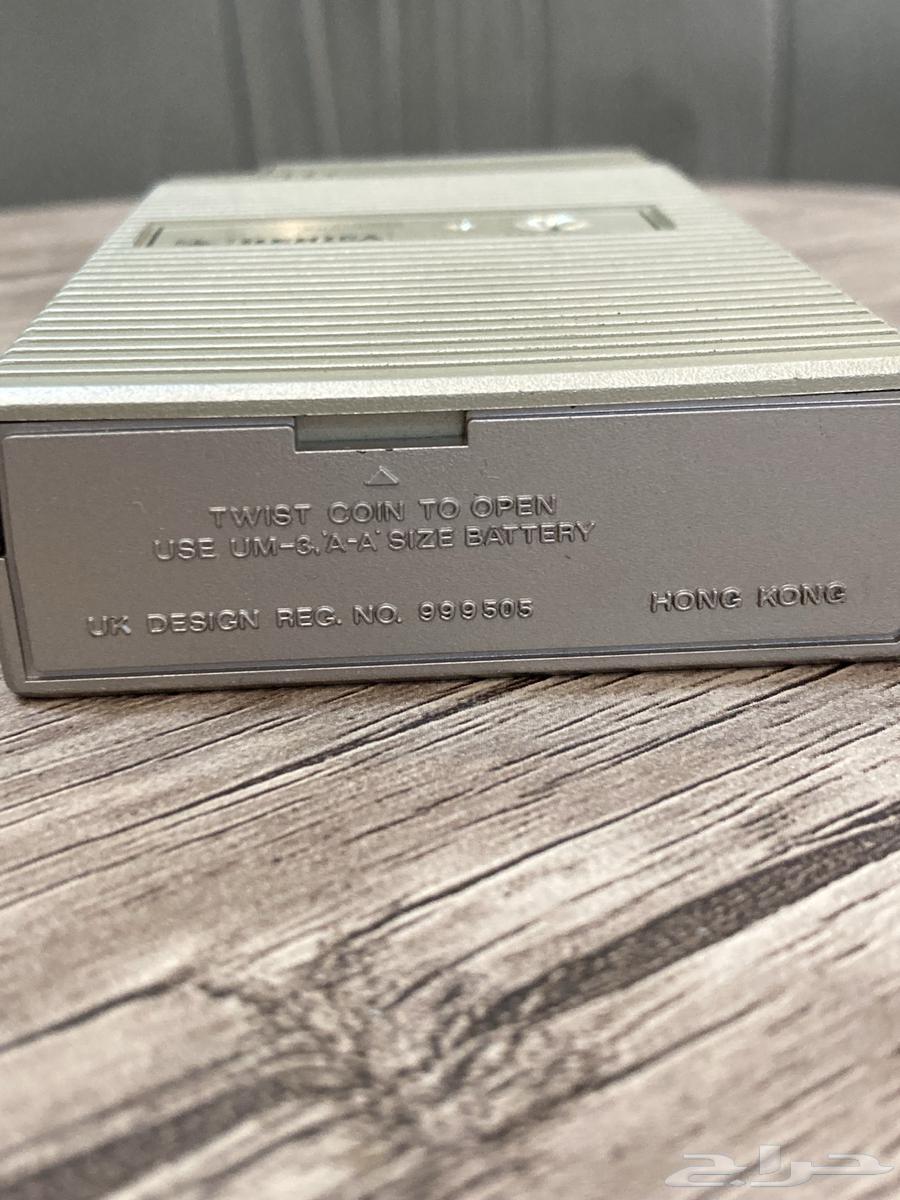 TWIST COIN TO OPEN
USE UM-3, 'A-A' SIZE BATTERY
UK DESIGN REG. NO. 999505
HONG KONG
حراج